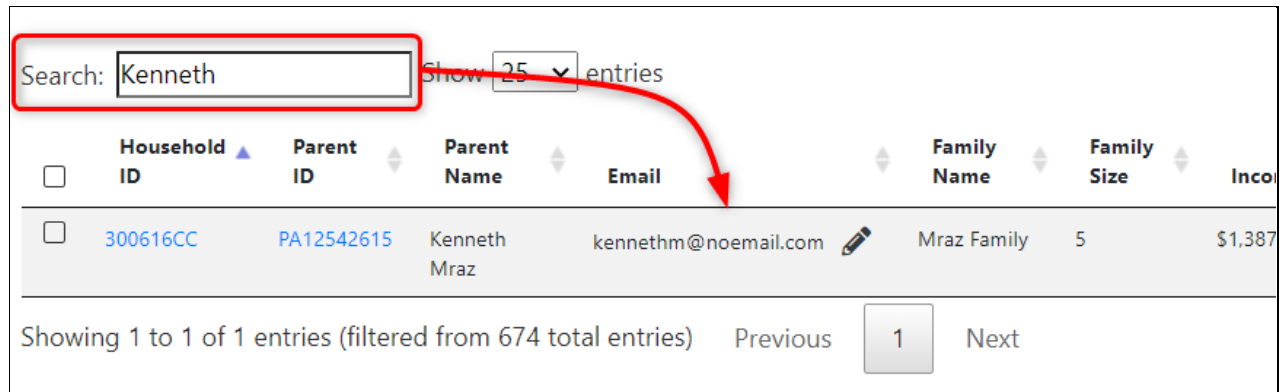 Search: Kenneth Show 25 entries
Household ID Parent ID Parent Name Email Family Name Family Size
300616CC PA12542615 Kenneth Mraz kennethm@noemail.com Mraz Family 5 $1,387
Showing 1 to 1 of 1 entries (filtered from 674 total entries) Previous 1 Next